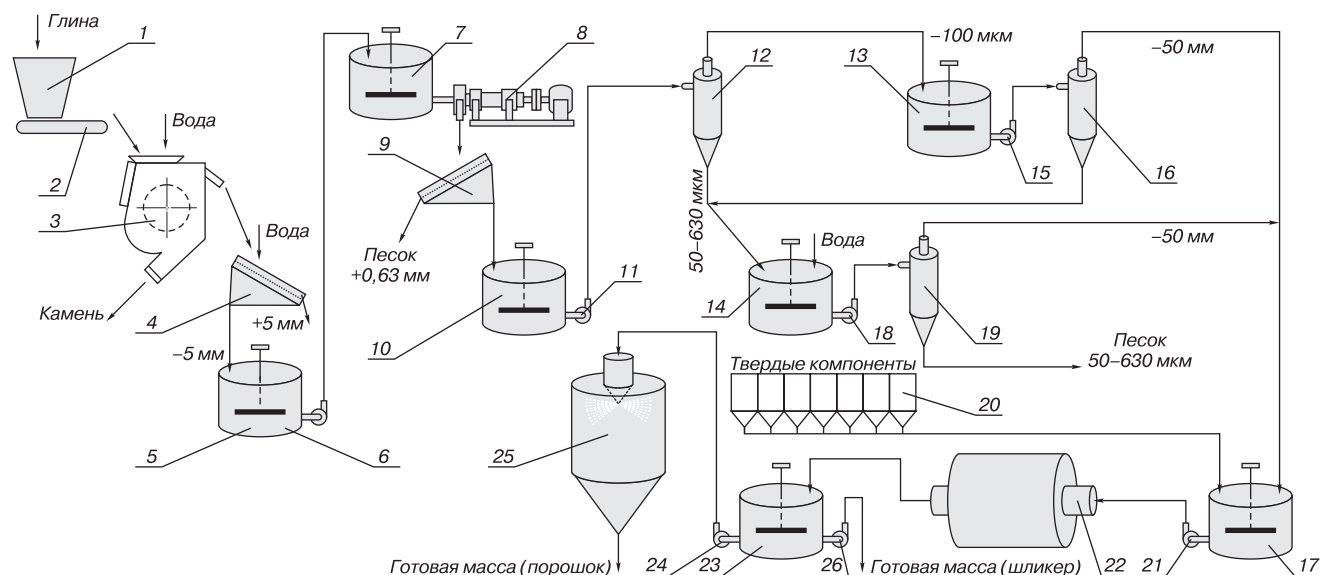 Глина
1
7
8
−100 мкм
12
13
−50 мм
Вода
2
3
9
15
16
Песок
+0,63 мм
50−630 мкм
Вода
Вода
−50 мм
Камень
4
+5 мм
10
11
14
18
19
−5 мм
Песок
50−630 мкм
Твердые компоненты
20
5
6
25
Готовая масса (порошок)
24
23
26
Готовая масса (шликер)
22
21
17